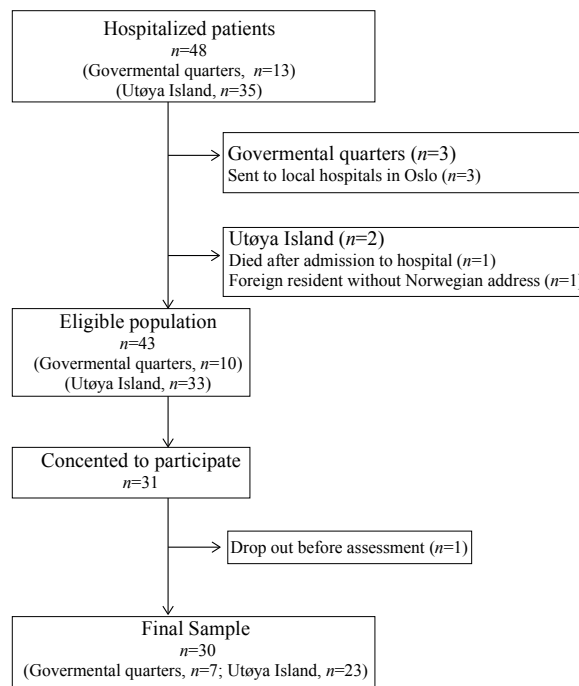 Hospitalized patients
n=48
(Govermental quarters, n=13)
(Utøya Island, n=35)
Govermental quarters (n=3)
Sent to local hospitals in Oslo (n=3)
Utøya Island (n=2)
Died after admission to hospital (n=1)
Foreign resident without Norwegian address (n=1)
Eligible population
n=43
(Govermental quarters, n=10)
(Utøya Island, n=33)
Concented to participate
n=31
Drop out before assessment (n=1)
Final Sample
n=30
(Govermental quarters, n=7; Utøya Island, n=23)